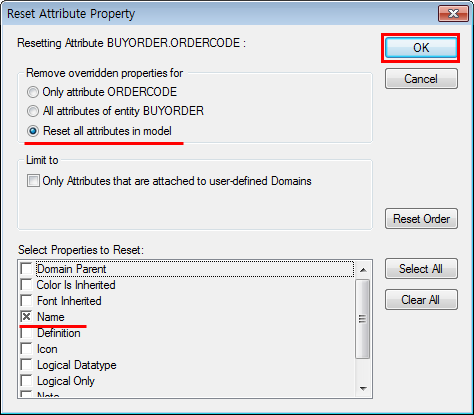 Reset Attribute Property
Resetting Attribute BUYORDER.ORDERCODE :
OK
Remove overridden properties for
Cancel
Only attribute ORDERCODE
All attributes of entity BUYORDER
Reset all attributes in model
Limit to
Only Attributes that are attached to user-defined Domains
Reset Order
Select Properties to Reset:
Domain Parent
Select All
Color Is Inherited
Font Inherited
Clear All
Name
Definition
Icon
Logical Datatype
Logical Only
Note